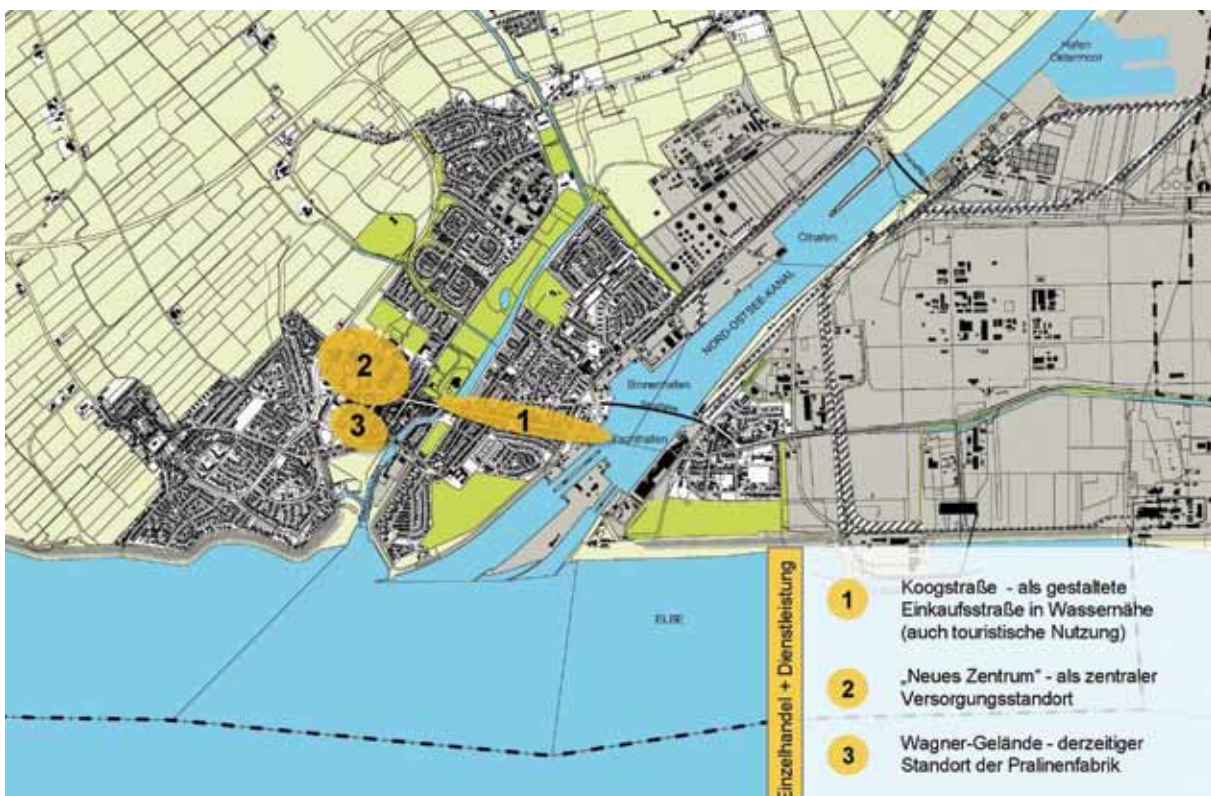 Hafen
Ostermoor
Ölhafen
NORD-OSTSEE-KANAL
Binnenhafen
Yachthafen
ELBE
2
3
1
Einzelhandel + Dienstleistung
1
Koogstraße - als gestaltete
Einkaufsstraße in Wassernähe
(auch touristische Nutzung)
2
„Neues Zentrum“ - als zentraler
Versorgungsstandort
3
Wagner-Gelände - derzeitiger
Standort der Pralinenfabrik